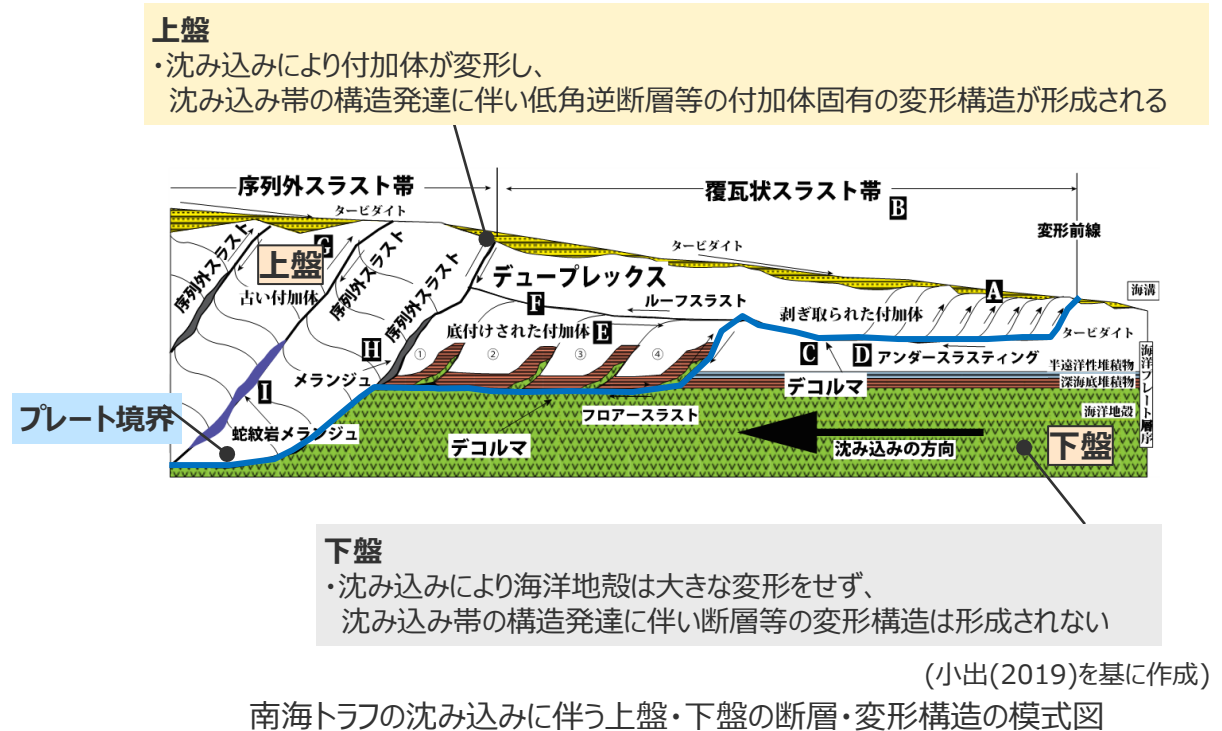 上盤
・沈み込みにより付加体が変形し、
沈み込み帯の構造発達に伴い低角逆断層等の付加体固有の変形構造が形成される
序列外スラスト帯
覆瓦状スラスト帯
B
変形前線
タービダイト
タービダイト
海溝
G
上盤
序列外スラスト
古い付加体
序列外スラスト
序列外スラスト
デュープレックス
F
ルーフスラスト
A
剥ぎ取られた付加体
タービダイト
底付けされた付加体
E
H
① ② ③ ④
C
D
アンダースラスティング
メランジュ
デコルマ
半遠洋性堆積物
深海底堆積物
海洋地殻
海洋プレート層序
I
プレート境界
蛇紋岩メランジュ
フロアースラスト
デコルマ
沈み込みの方向
下盤
下盤
・沈み込みにより海洋地殻は大きな変形をせず、
沈み込み帯の構造発達に伴い断層等の変形構造は形成されない
(小出(2019)を基に作成)
南海トラフの沈み込みに伴う上盤・下盤の断層・変形構造の模式図